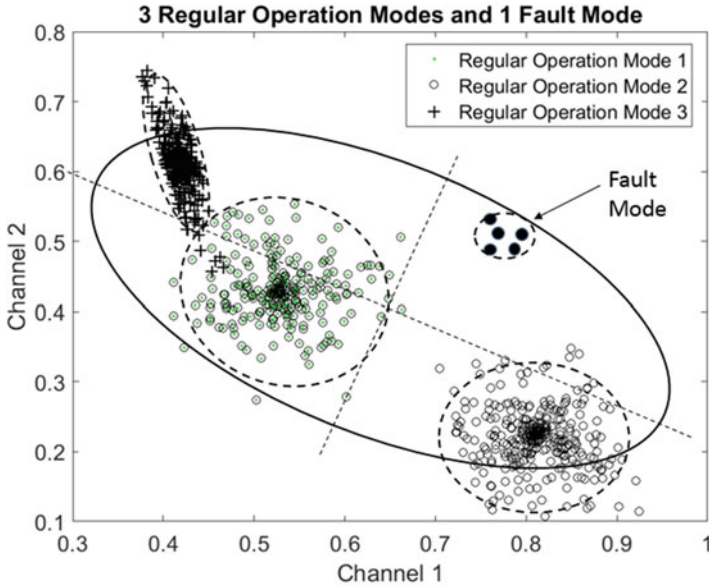 3 Regular Operation Modes and 1 Fault Mode
0.8
0.7
0.6
0.5
0.4
0.3
0.2
0.1
Channel 2
Regular Operation Mode 1
Regular Operation Mode 2
Regular Operation Mode 3
Fault
Mode
0.3
0.4
0.5
0.6
0.7
0.8
0.9
1
Channel 1